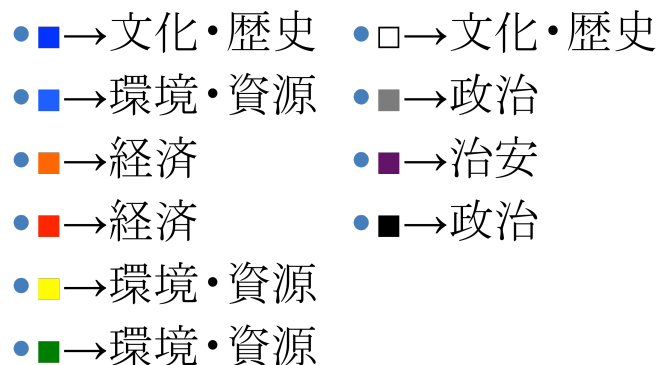 • ■→文化・歴史
• ■→環境・資源
• ■→経済
• ■→経済
• ■→環境・資源
• ■→環境・資源
• □→文化・歴史
• ■→政治
• ■→治安
• ■→政治